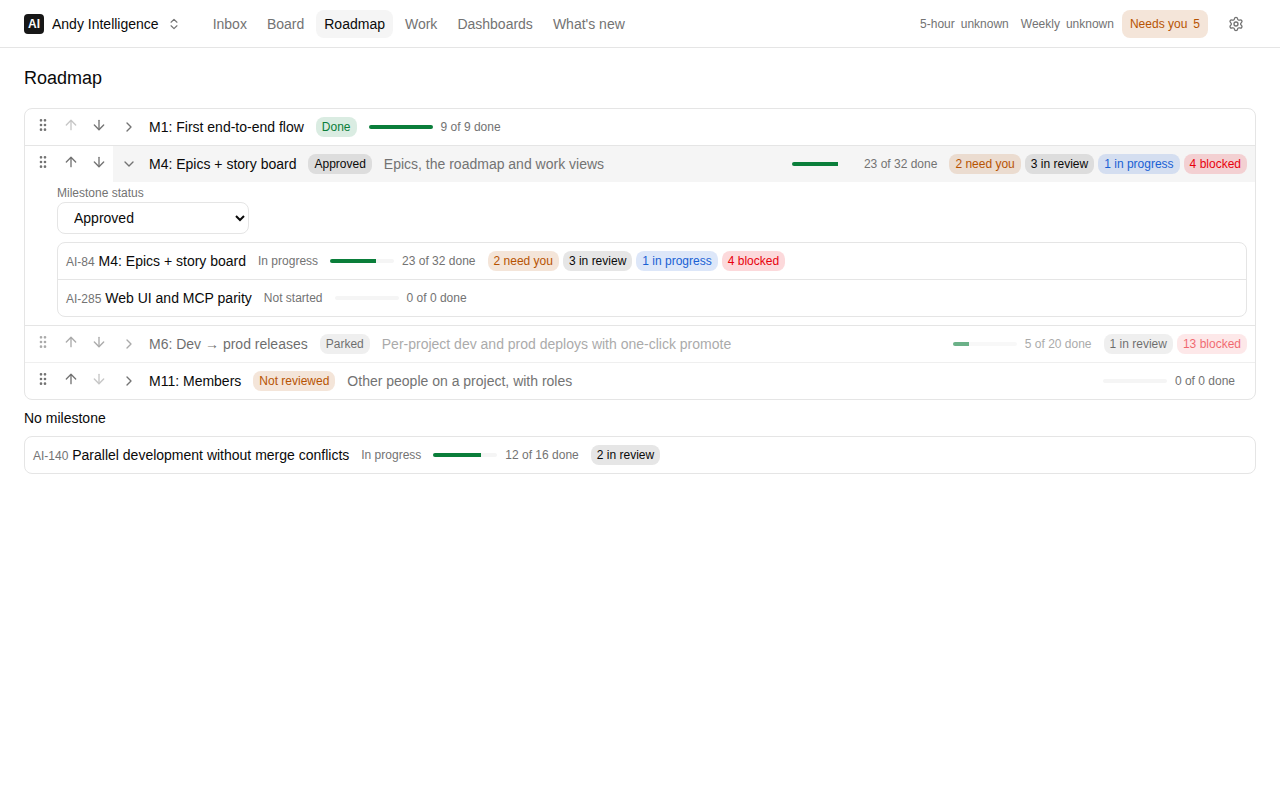 AI Andy Intelligence Inbox Board Roadmap Work Dashboards What's new 5-hour unknown Weekly unknown Needs you 5
Roadmap
M1: First end-to-end flow Done 9 of 9 done
M4: Epics + story board Approved Epics, the roadmap and work views 23 of 32 done 2 need you 3 in review 1 in progress 4 blocked
Milestone status
Approved
AI-84 M4: Epics + story board In progress 23 of 32 done 2 need you 3 in review 1 in progress 4 blocked
AI-285 Web UI and MCP parity Not started 0 of 0 done
M6: Dev → prod releases Parked Per-project dev and prod deploys with one-click promote 5 of 20 done 1 in review 13 blocked
M11: Members Not reviewed Other people on a project, with roles 0 of 0 done
No milestone
AI-140 Parallel development without merge conflicts In progress 12 of 16 done 2 in review